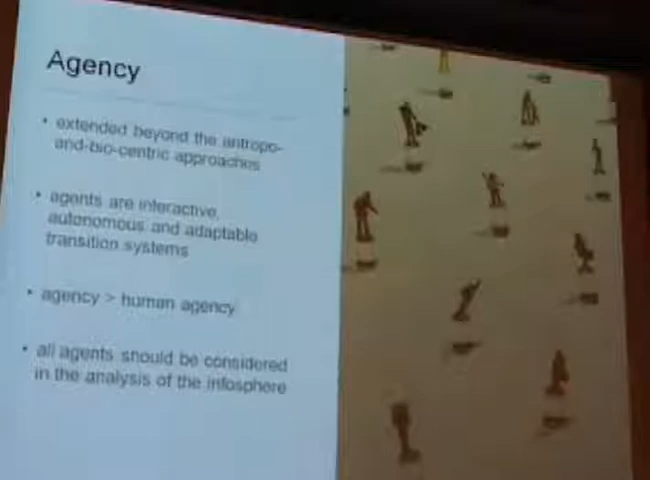 Agency
• extended beyond the antropo-
and-bio-centric approaches
• agents are interactive,
autonomous and adaptable
transition systems
• agency > human agency
• all agents should be considered
in the analysis of the infosphere